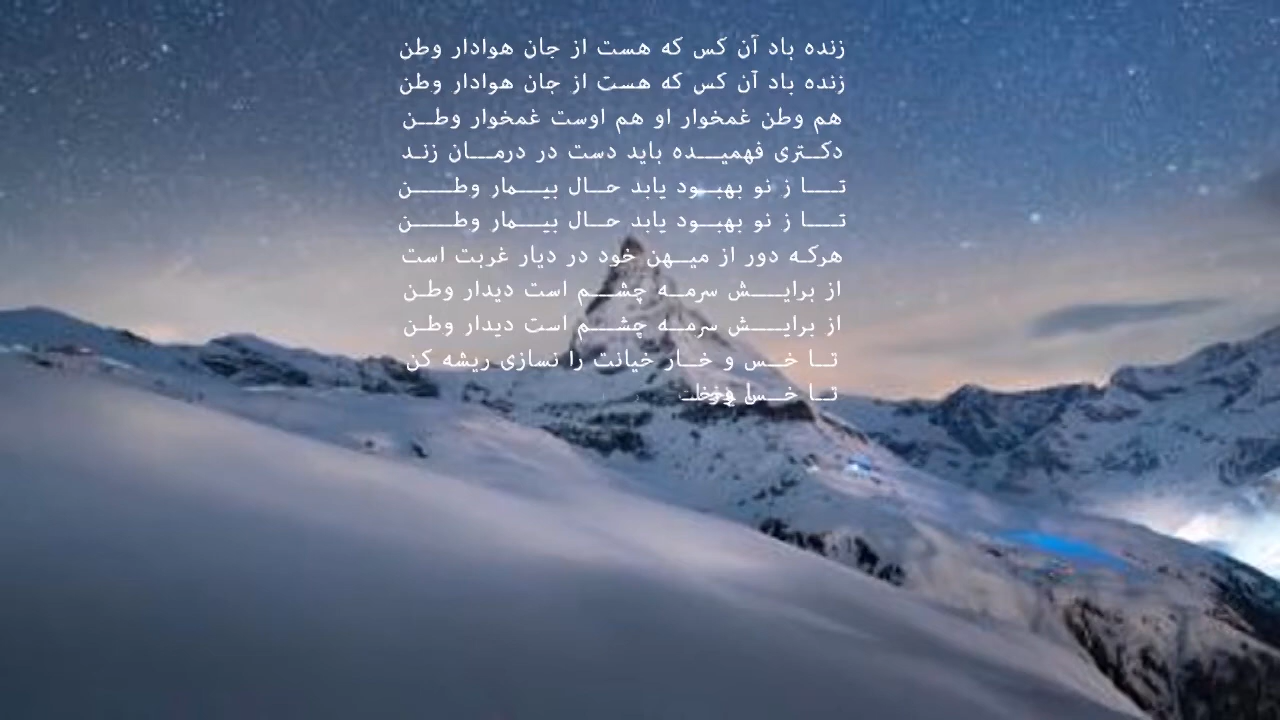 زنده باد آن کس که هست از جان هوادار وطن
زنده باد آن کس که هست از جان هوادار وطن
هم وطن غمخوار او هم اوست غمخوار وطن
دکتری فهمیده باید دست در درمان زند
تا ز نو بهبود یابد حال بیمار وطن
تا ز نو بهبود یابد حال بیمار وطن
هرکه دور از میهن خود در دیار غربت است
از برایش سرمه چشم است دیدار وطن
از برایش سرمه چشم است دیدار وطن
تا خس و خار خیانت را نسازی ریشه کن
تا خس